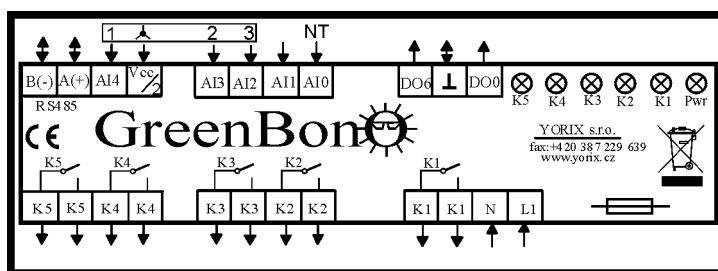 1 2 3 NT
B(-) A(+) AI4 Vcc/2 AI3 AI2 AI1 AI0 DO6 ⊥ DO0
K5 K4 K3 K2 K1 Pwr
RS485
CE GreenBono
YORIX s.r.o.
fax:+420 387 229 639
www.yorix.cz
K5 K4 K3 K2 K1
K5 K5 K4 K4 K3 K3 K2 K2 K1 K1 N L1